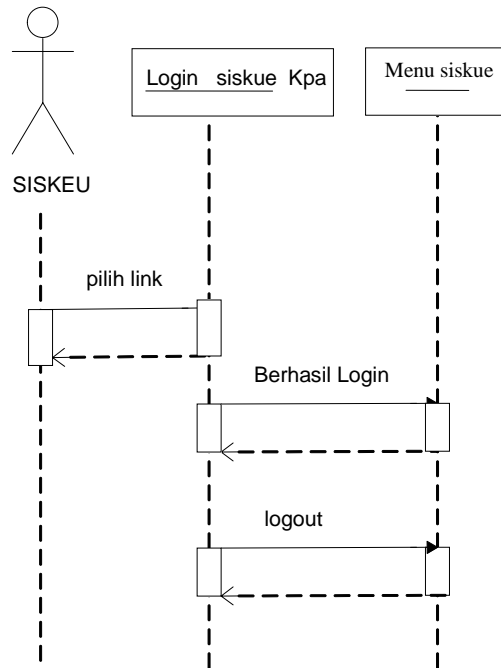 Login siskue Kpa
Menu siskue
SISKEU
pilih link
Berhasil Login
logout